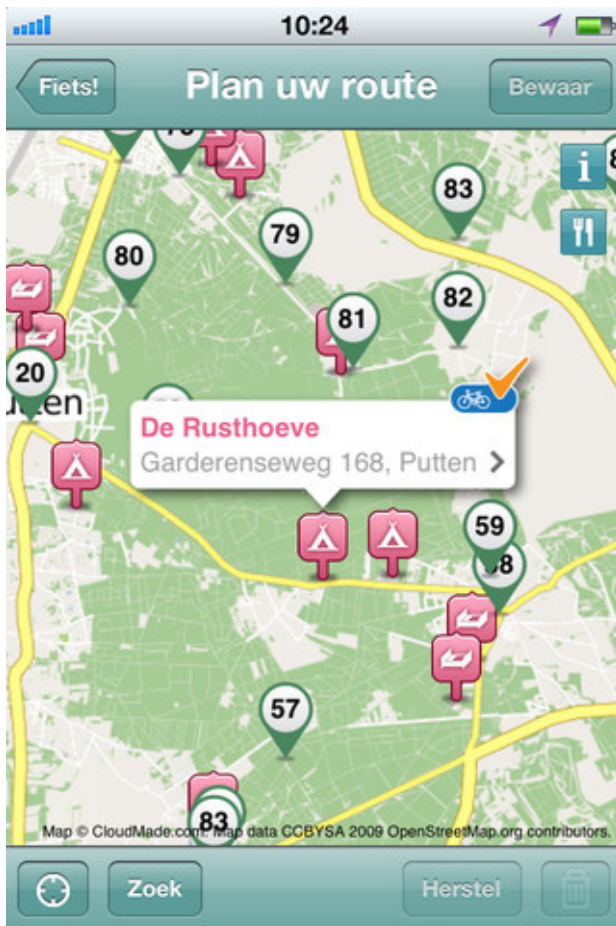 10:24
Fiets!
Plan uw route
Bewaar
i
83
79
80
82
81
20
De Rusthoeve
Garderenseweg 168, Putten
59
57
83
Map © CloudMade.com. Map data CCBYSA 2009 OpenStreetMap.org contributors.
Zoek
Herstel